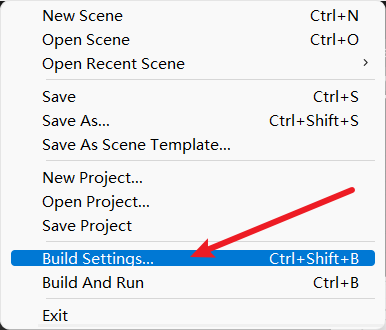 New Scene Ctrl+N
Open Scene Ctrl+O
Open Recent Scene
Save Ctrl+S
Save As... Ctrl+Shift+S
Save As Scene Template...
New Project...
Open Project...
Save Project
Build Settings... Ctrl+Shift+B
Build And Run Ctrl+B
Exit